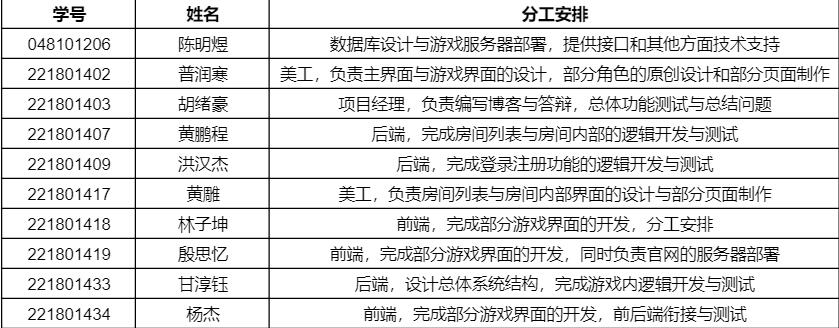 学号 姓名 分工安排
048101206 陈明煜 数据库设计与游戏服务器部署，提供接口和其他方面技术支持
221801402 普润寒 美工，负责主界面与游戏界面的设计，部分角色的原创设计和部分页面制作
221801403 胡绪豪 项目经理，负责编写博客与答辩，总体功能测试与总结问题
221801407 黄鹏程 后端，完成房间列表与房间内部的逻辑开发与测试
221801409 洪汉杰 后端，完成登录注册功能的逻辑开发与测试
221801417 黄雕 美工，负责房间列表与房间内部界面的设计与部分页面制作
221801418 林子坤 前端，完成部分游戏界面的开发，分工安排
221801419 殷思忆 前端，完成部分游戏界面的开发，同时负责官网的服务器部署
221801433 甘淳钰 后端，设计总体系统结构，完成游戏内逻辑开发与测试
221801434 杨杰 前端，完成部分游戏界面的开发，前后端衔接与测试